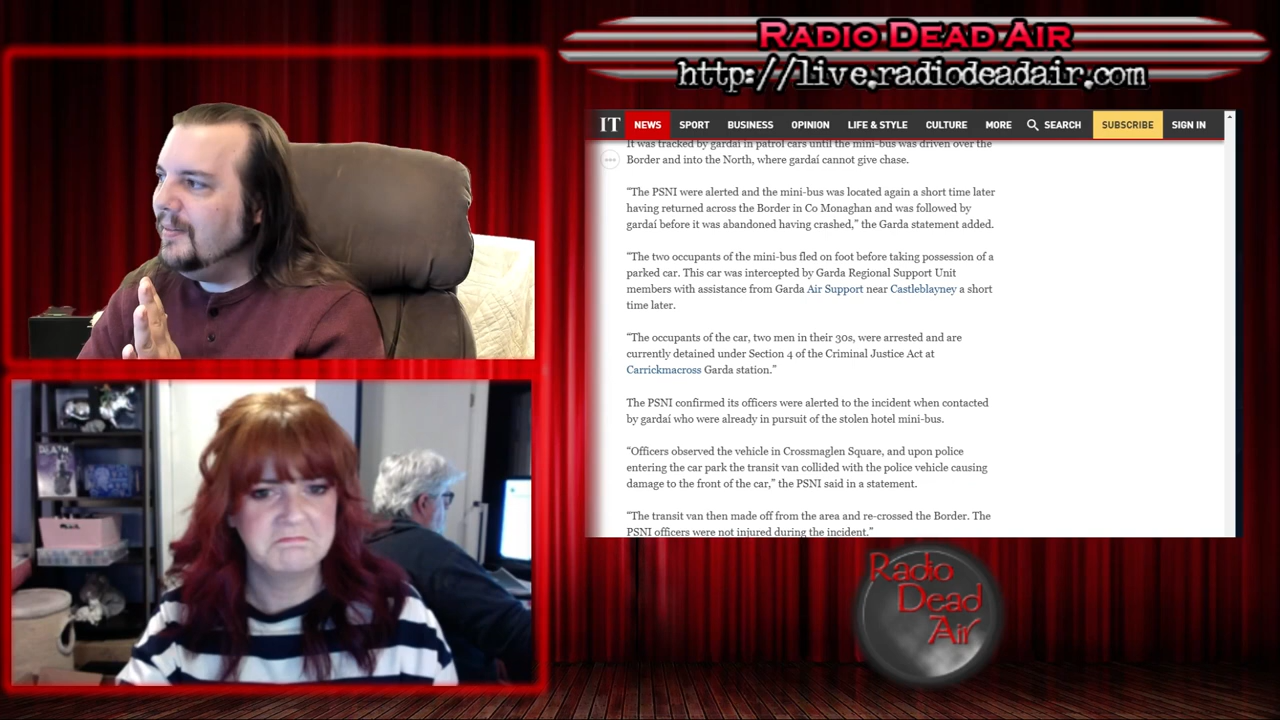 RADIO DEAD AIR
http://live.radiodeadair.com
IT NEWS SPORT BUSINESS OPINION LIFE & STYLE CULTURE MORE SEARCH SUBSCRIBE SIGN IN
It was tracked by gardaí in patrol cars until the mini-bus was driven over the
Border and into the North, where gardaí cannot give chase.
“The PSNI were alerted and the mini-bus was located again a short time later
having returned across the Border in Co Monaghan and was followed by
gardaí before it was abandoned having crashed,” the Garda statement added.
“The two occupants of the mini-bus fled on foot before taking possession of a
parked car. This car was intercepted by Garda Regional Support Unit
members with assistance from Garda Air Support near Castleblayney a short
time later.
“The occupants of the car, two men in their 30s, were arrested and are
currently detained under Section 4 of the Criminal Justice Act at
Carrickmacross Garda station.”
The PSNI confirmed its officers were alerted to the incident when contacted
by gardaí who were already in pursuit of the stolen hotel mini-bus.
“Officers observed the vehicle in Crossmaglen Square, and upon police
entering the car park the transit van collided with the police vehicle causing
damage to the front of the car,” the PSNI said in a statement.
“The transit van then made off from the area and re-crossed the Border. The
PSNI officers were not injured during the incident.”
DEATH
Radio
Dead
Air